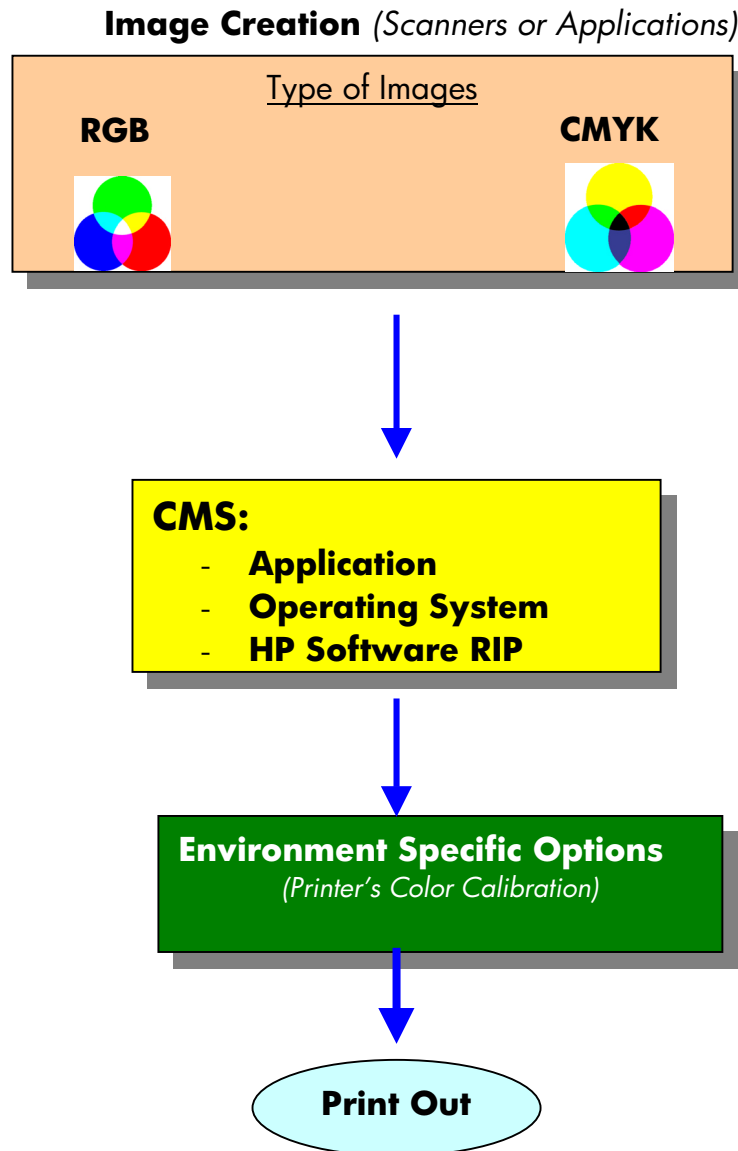 Image Creation (Scanners or Applications)
Type of Images
RGB CMYK
CMS:
- Application
- Operating System
- HP Software RIP
Environment Specific Options
(Printer's Color Calibration)
Print Out